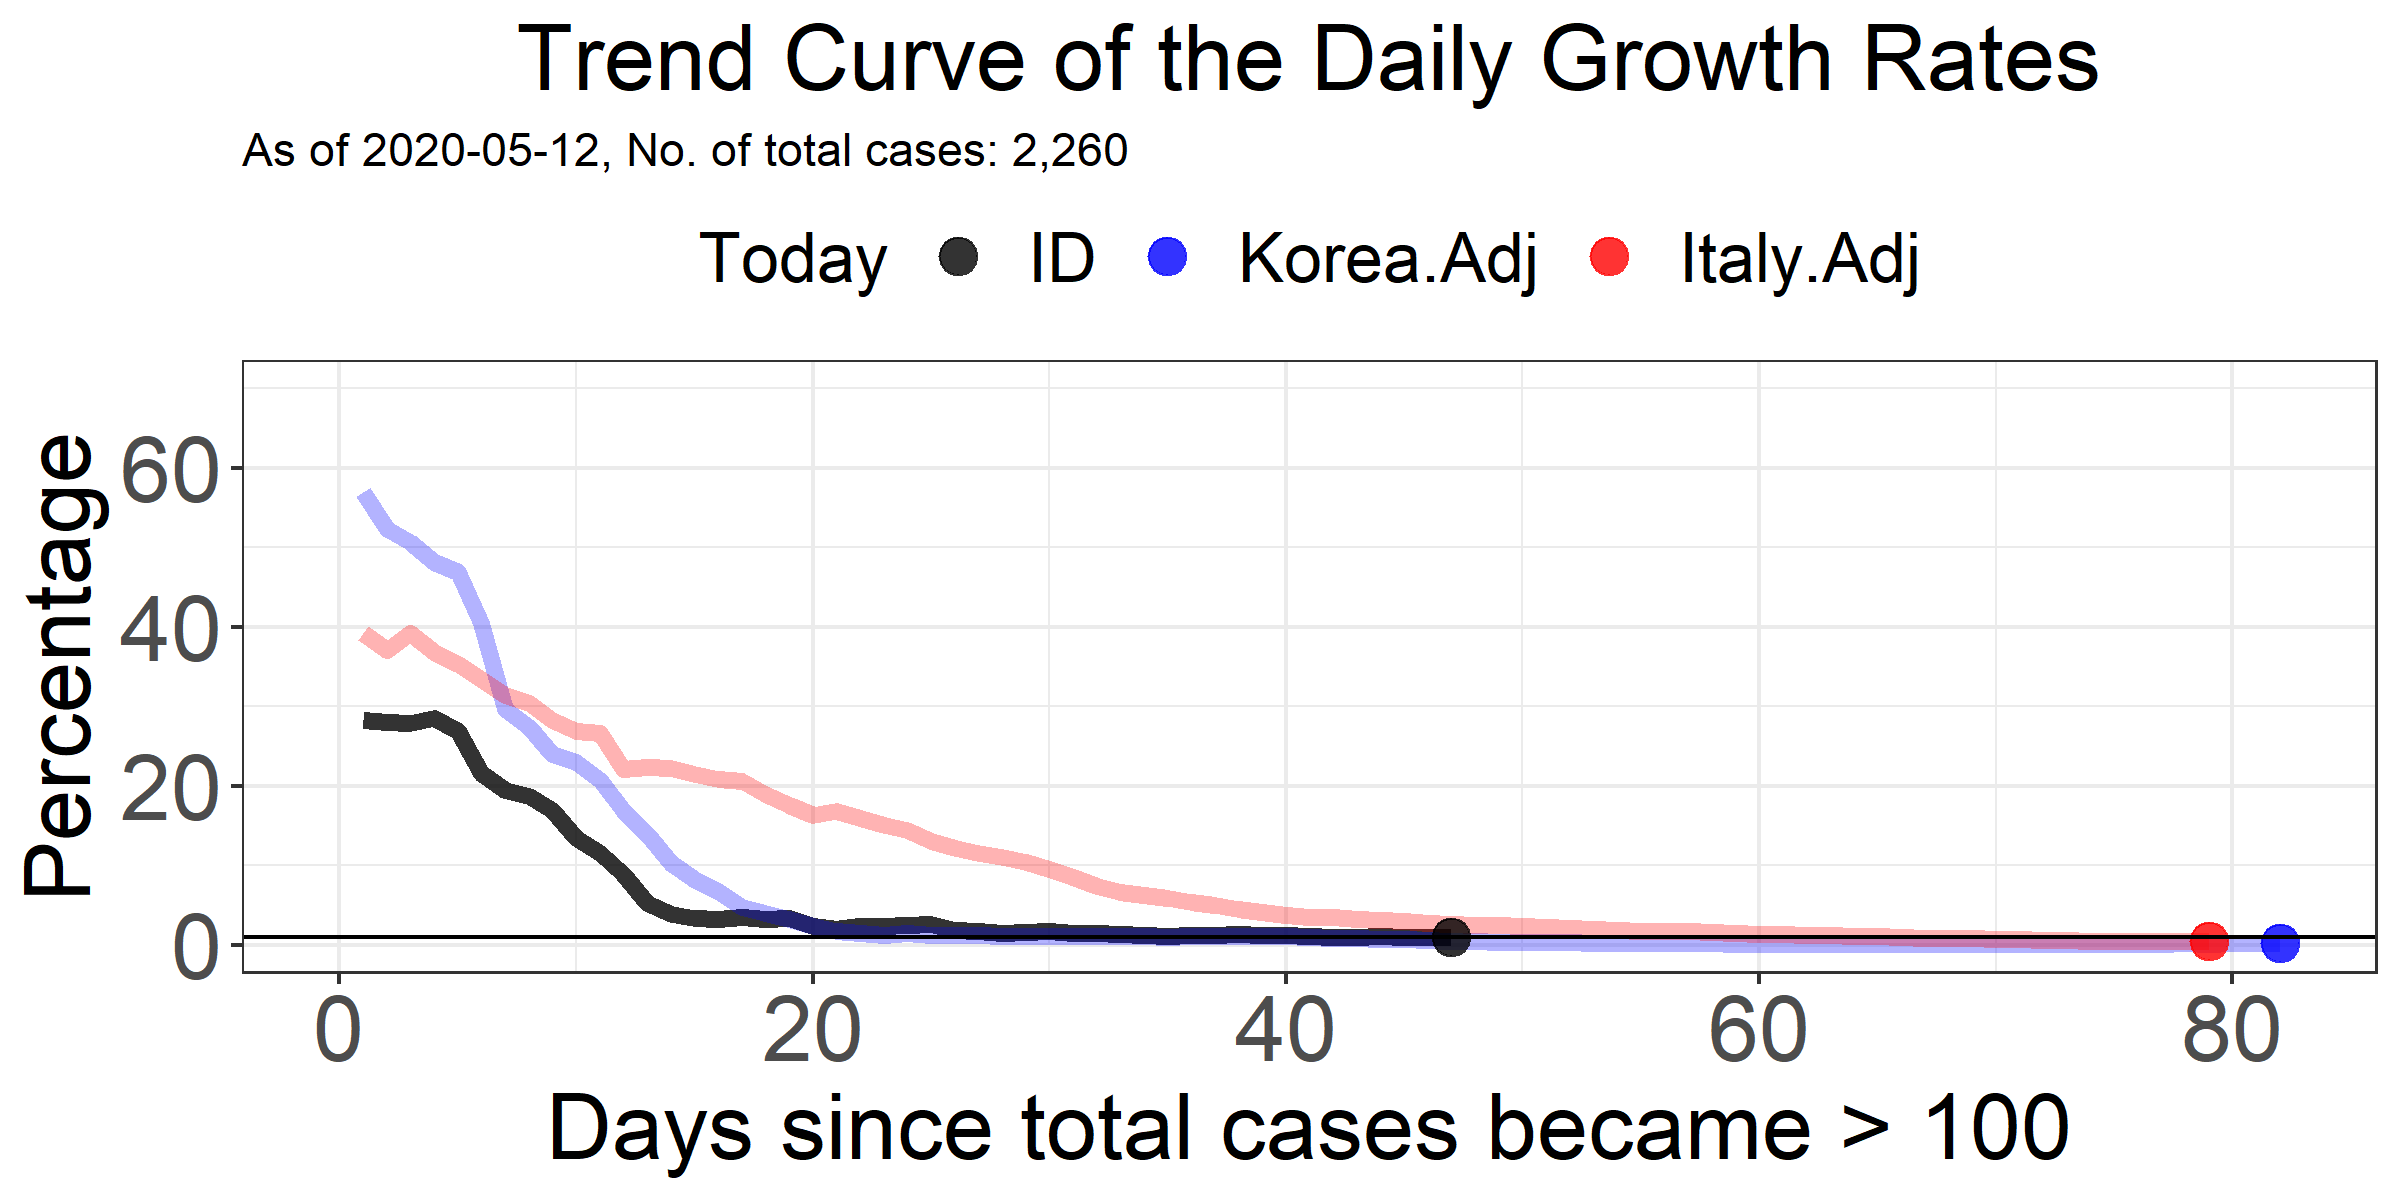 Trend Curve of the Daily Growth Rates
As of 2020-05-12, No. of total cases: 2,260
Today ID Korea.Adj Italy.Adj
Percentage
60
40
20
0
0 20 40 60 80
Days since total cases became > 100